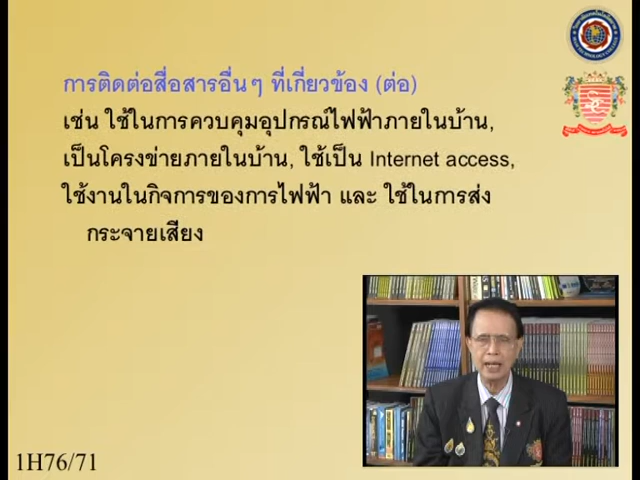 การติดต่อสื่อสารอื่นๆ ที่เกี่ยวข้อง (ต่อ)
เช่น ใช้ในการควบคุมอุปกรณ์ไฟฟ้าภายในบ้าน,
เป็นโครงข่ายภายในบ้าน, ใช้เป็น Internet access,
ใช้งานในกิจการของการไฟฟ้า และ ใช้ในการส่ง
กระจายเสียง
1H76/71